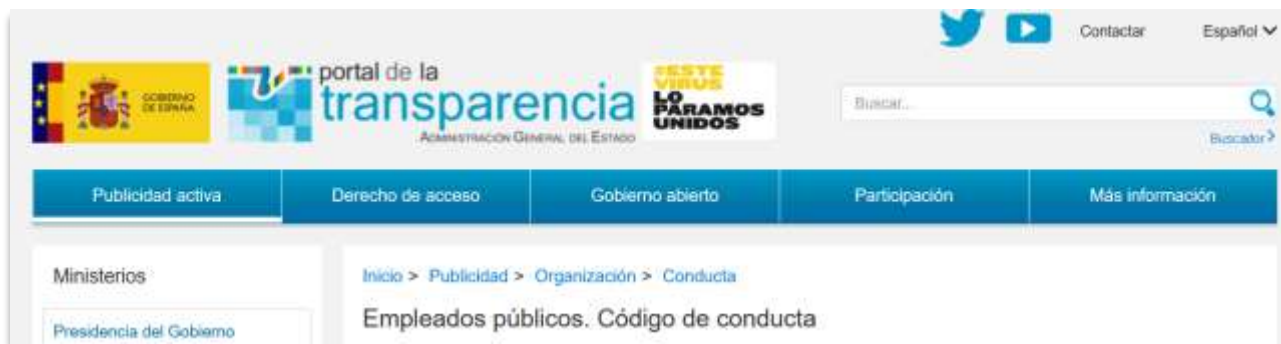 Contactar
Español
GOBIERNO
DE ESPAÑA
portal de la
transparencia
ADMINISTRACIÓN GENERAL DEL ESTADO
#ESTE
VIRUS
LO
PARAMOS
UNIDOS
Buscar...
Buscador >
Publicidad activa
Derecho de acceso
Gobierno abierto
Participación
Más información
Ministerios
Presidencia del Gobierno
Inicio > Publicidad > Organización > Conducta
Empleados públicos. Código de conducta